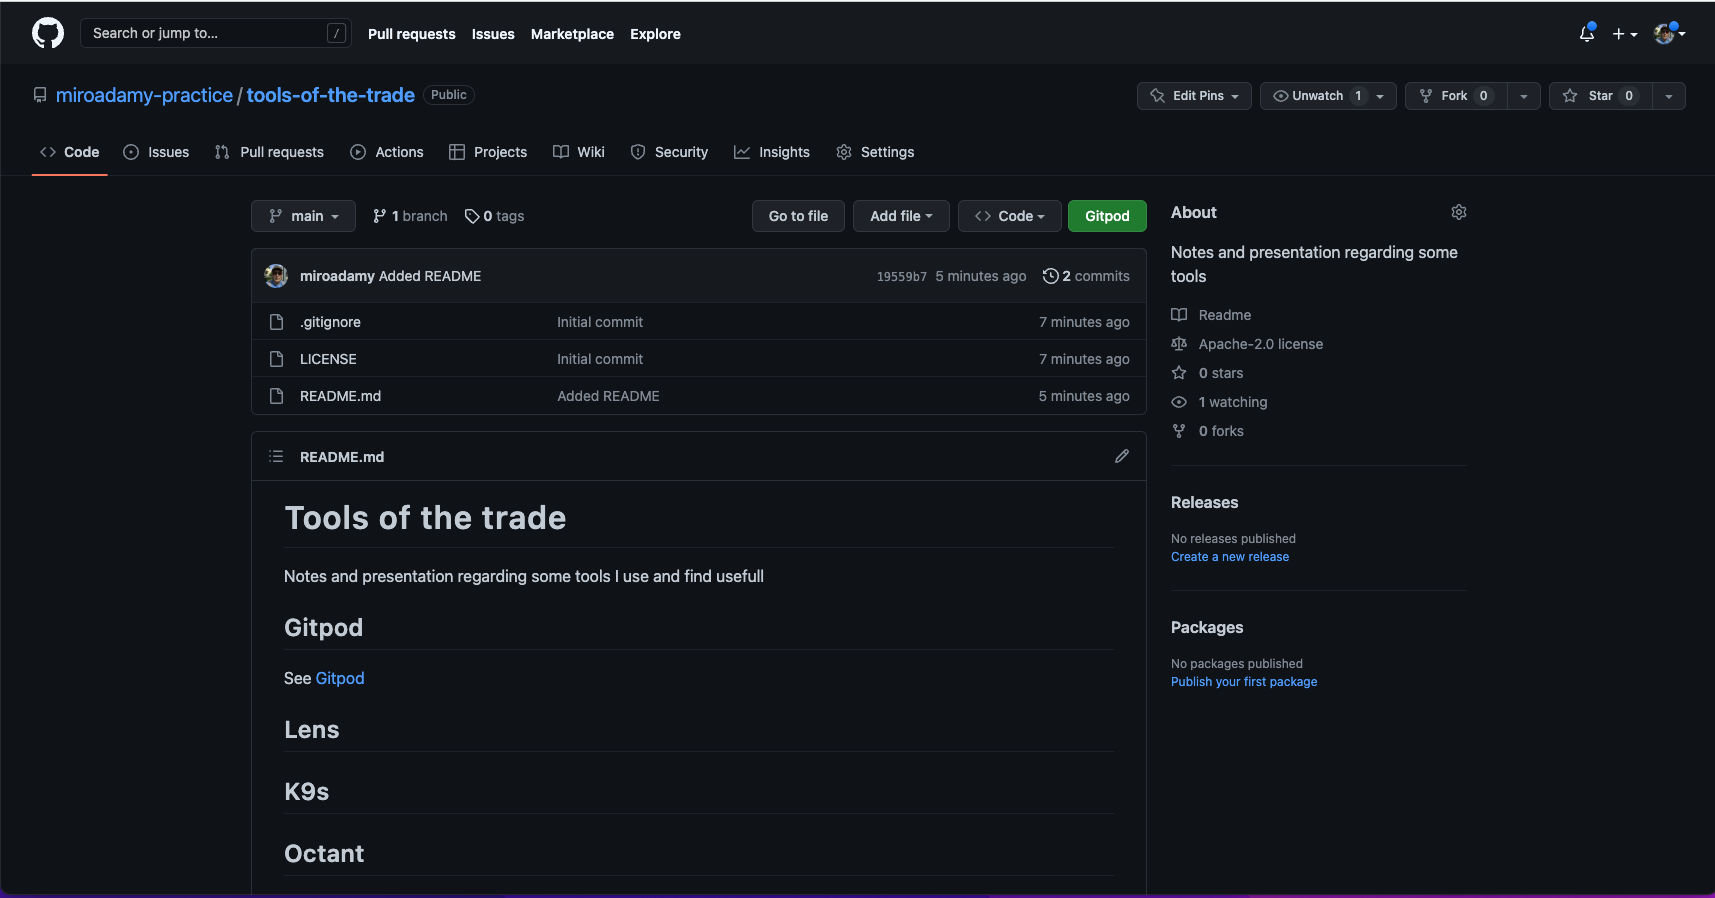 Search or jump to... /
Pull requests Issues Marketplace Explore
miroadamy-practice / tools-of-the-trade Public
Edit Pins Unwatch 1 Fork 0 Star 0
Code Issues Pull requests Actions Projects Wiki Security Insights Settings
main 1 branch 0 tags
Go to file Add file Code Gitpod
miroadamy Added README 19559b7 5 minutes ago 2 commits
.gitignore Initial commit 7 minutes ago
LICENSE Initial commit 7 minutes ago
README.md Added README 5 minutes ago
README.md
Tools of the trade
Notes and presentation regarding some tools I use and find usefull
Gitpod
See Gitpod
Lens
K9s
Octant
About
Notes and presentation regarding some
tools
Readme
Apache-2.0 license
0 stars
1 watching
0 forks
Releases
No releases published
Create a new release
Packages
No packages published
Publish your first package